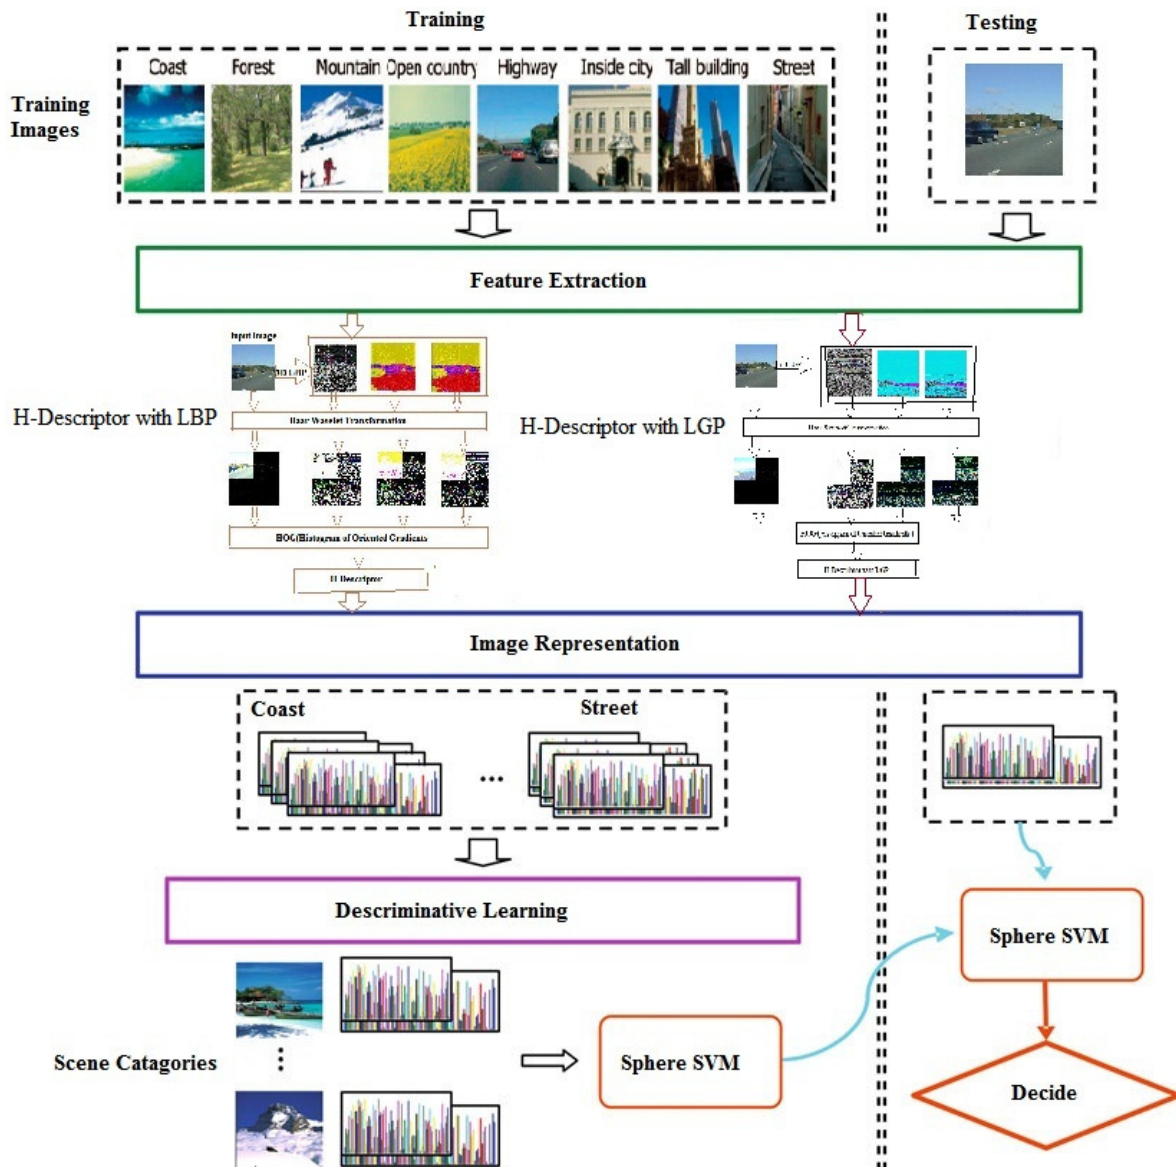 Training
Testing
Coast
Forest
Mountain
Open country
Highway
Inside city
Tall building
Street
Training
Images
Feature Extraction
Input Image
H-Descriptor with LBP
Haar Wavelet Transformation
H-Descriptor with LGP
HOG(Histogram of Oriented Gradients
H-Descriptor
Image Representation
Coast
Street
...
Descriminative Learning
Sphere SVM
Scene Catagories
Sphere SVM
Decide